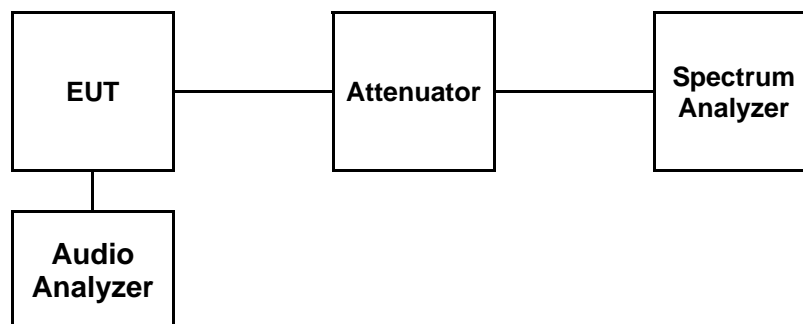 EUT
Attenuator
Spectrum
Analyzer
Audio
Analyzer